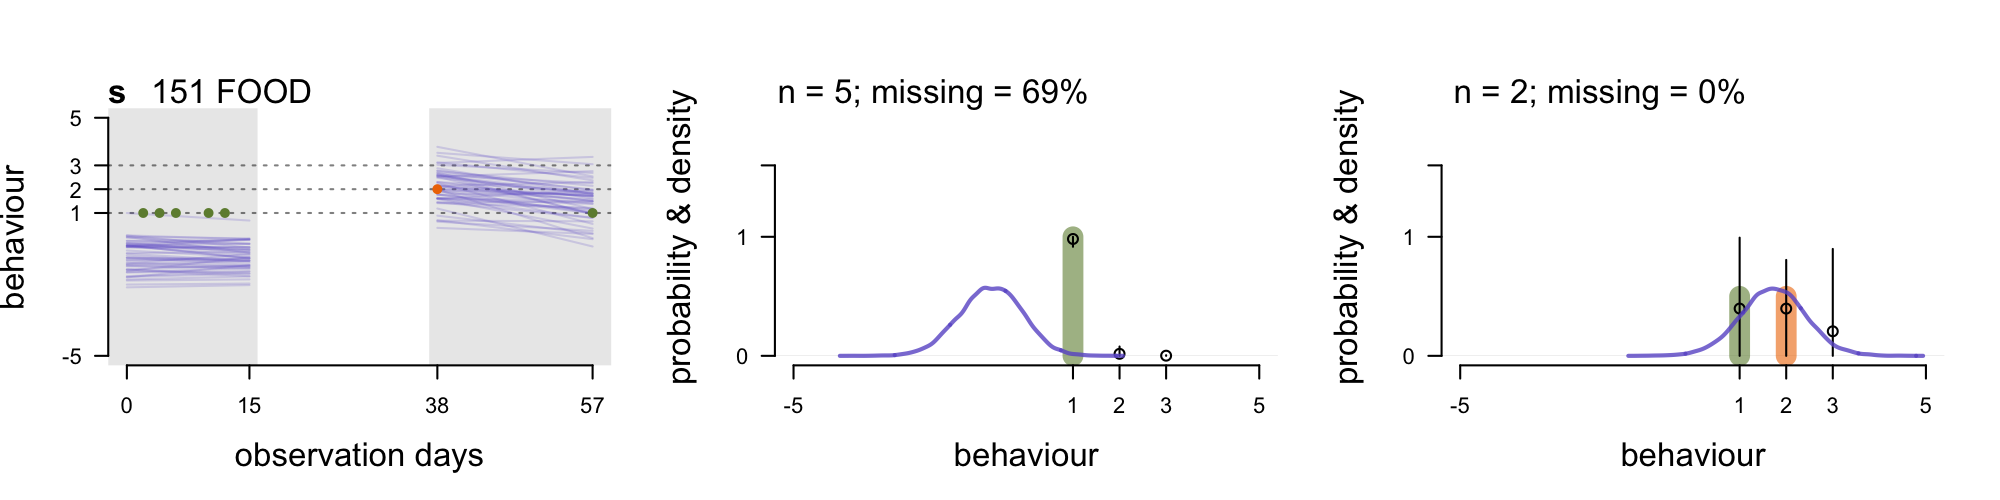 s 151 FOOD
behaviour
5
3
2
1
-5
0 15 38 57
observation days
n = 5; missing = 69%
probability & density
1
0
-5 1 2 3 5
behaviour
n = 2; missing = 0%
probability & density
1
0
-5 1 2 3 5
behaviour